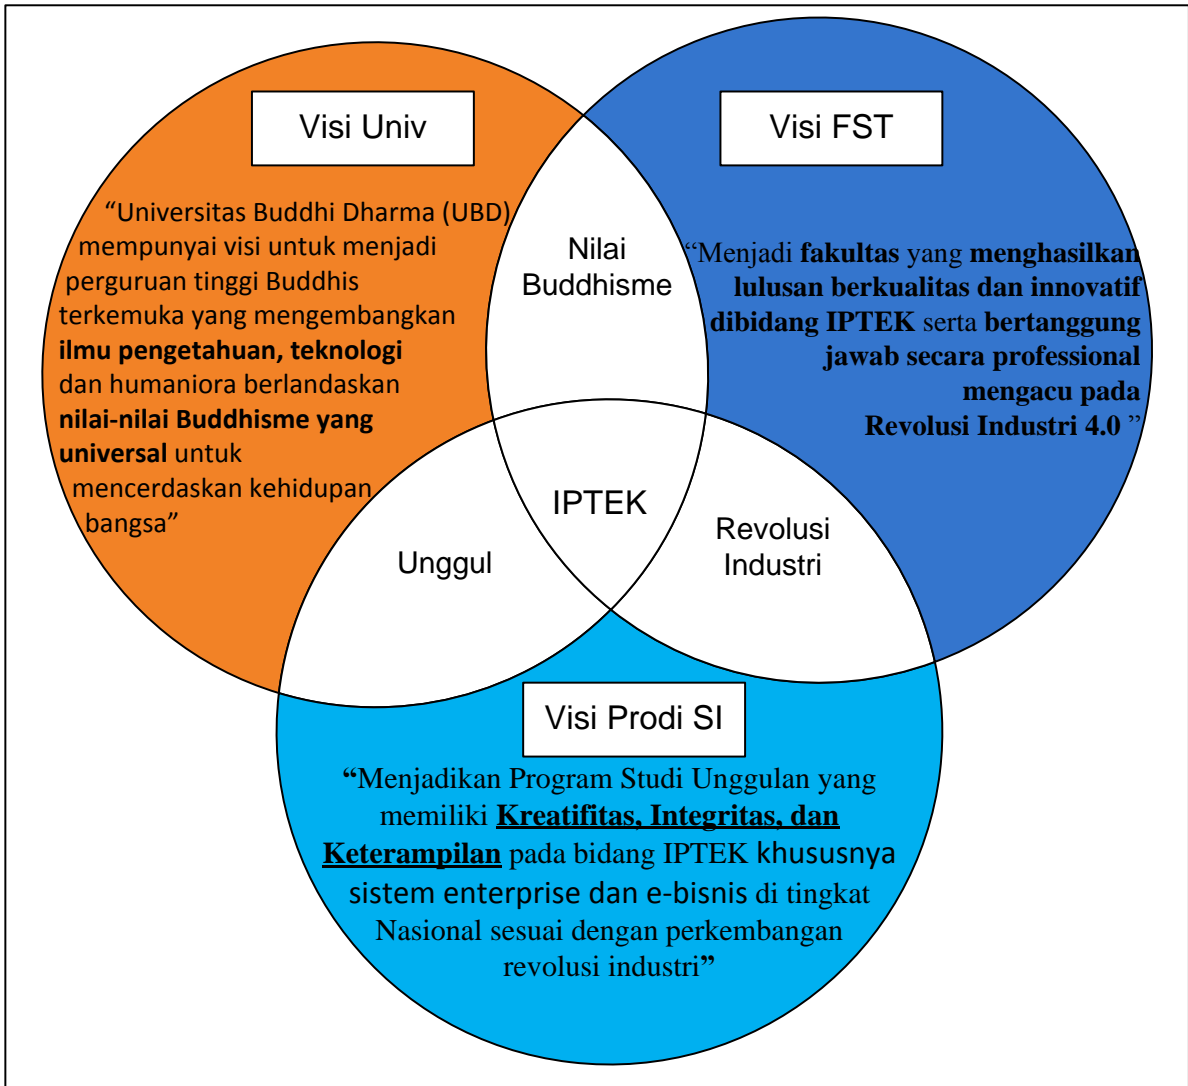 Visi Univ
“Universitas Buddhi Dharma (UBD)
mempunyai visi untuk menjadi
perguruan tinggi Buddhis
terkemuka yang mengembangkan
ilmu pengetahuan, teknologi
dan humaniora berlandaskan
nilai-nilai Buddhisme yang
universal untuk
mencerdaskan kehidupan
bangsa”
Nilai
Buddhisme
Visi FST
“Menjadi fakultas yang menghasilkan
lulusan berkualitas dan innovatif
dibidang IPTEK serta bertanggung
jawab secara professional
mengacu pada
Revolusi Industri 4.0 ”
IPTEK
Unggul
Revolusi
Industri
Visi Prodi SI
“Menjadikan Program Studi Unggulan yang
memiliki Kreatifitas, Integritas, dan
Keterampilan pada bidang IPTEK khususnya
sistem enterprise dan e-bisnis di tingkat
Nasional sesuai dengan perkembangan
revolusi industri”